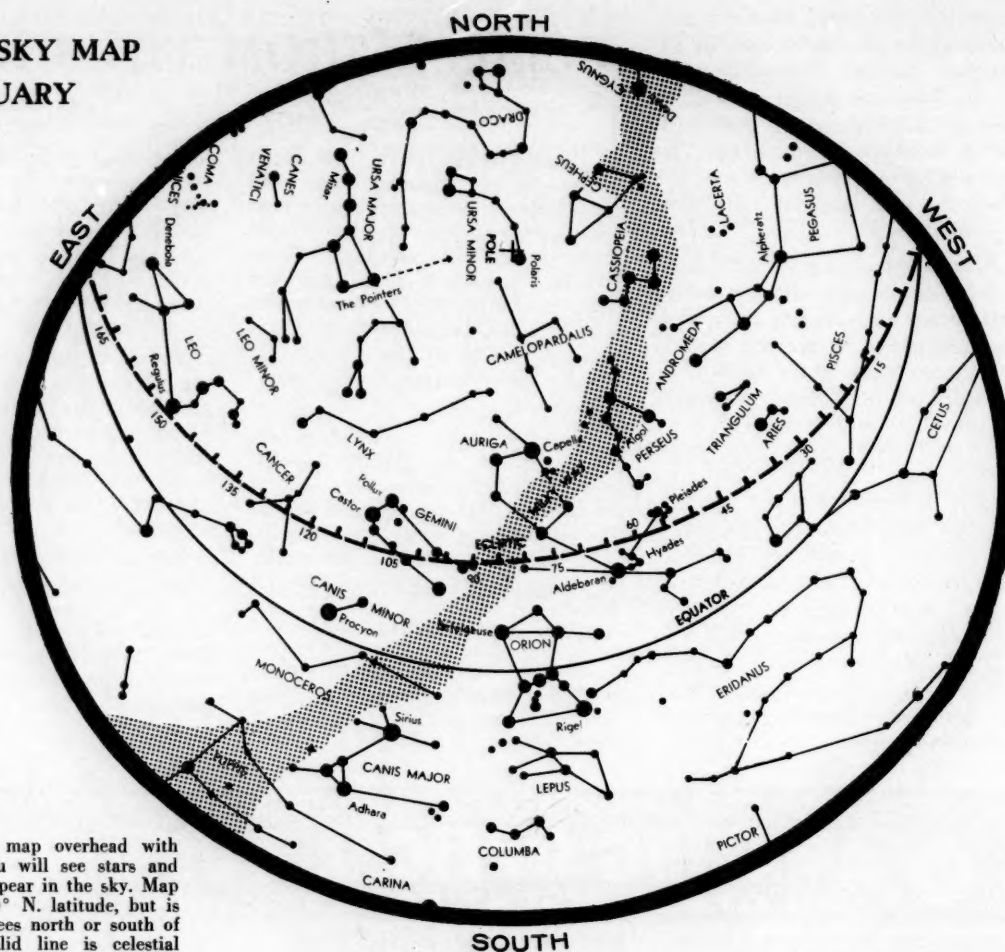 SKY MAP
UARY
NORTH
EAST
WEST
SOUTH
CYGNUS
DRACO
CEPHEUS
COMA
CANES
VENATICI
Denebola
Mizar
URSA MAJOR
URSA MINOR
POLE
Polaris
CASSIOPEIA
LACERTA
Alpheratz
PEGASUS
The Pointers
LEO
LEO MINOR
CAMELOPARDALIS
ANDROMEDA
PISCES
165
15
Regulus
150
LYNX
AURIGA
Capella
PERSEUS
TRIANGULUM
ARIES
30
CETUS
CANCER
135
Pollux
Castor
GEMINI
MILKY WAY
Pleiades
45
60
120
105
ECLIPTIC
90
75
Hyades
Aldebaran
CANIS
MINOR
Procyon
Betelgeuse
ORION
EQUATOR
MONOCEROS
ERIDANUS
Sirius
Rigel
PUPPIS
CANIS MAJOR
Adhara
LEPUS
COLUMBA
PICTOR
CARINA
map overhead with
u will see stars and
pear in the sky. Map
° N. latitude, but is
ees north or south of
lid line is celestial